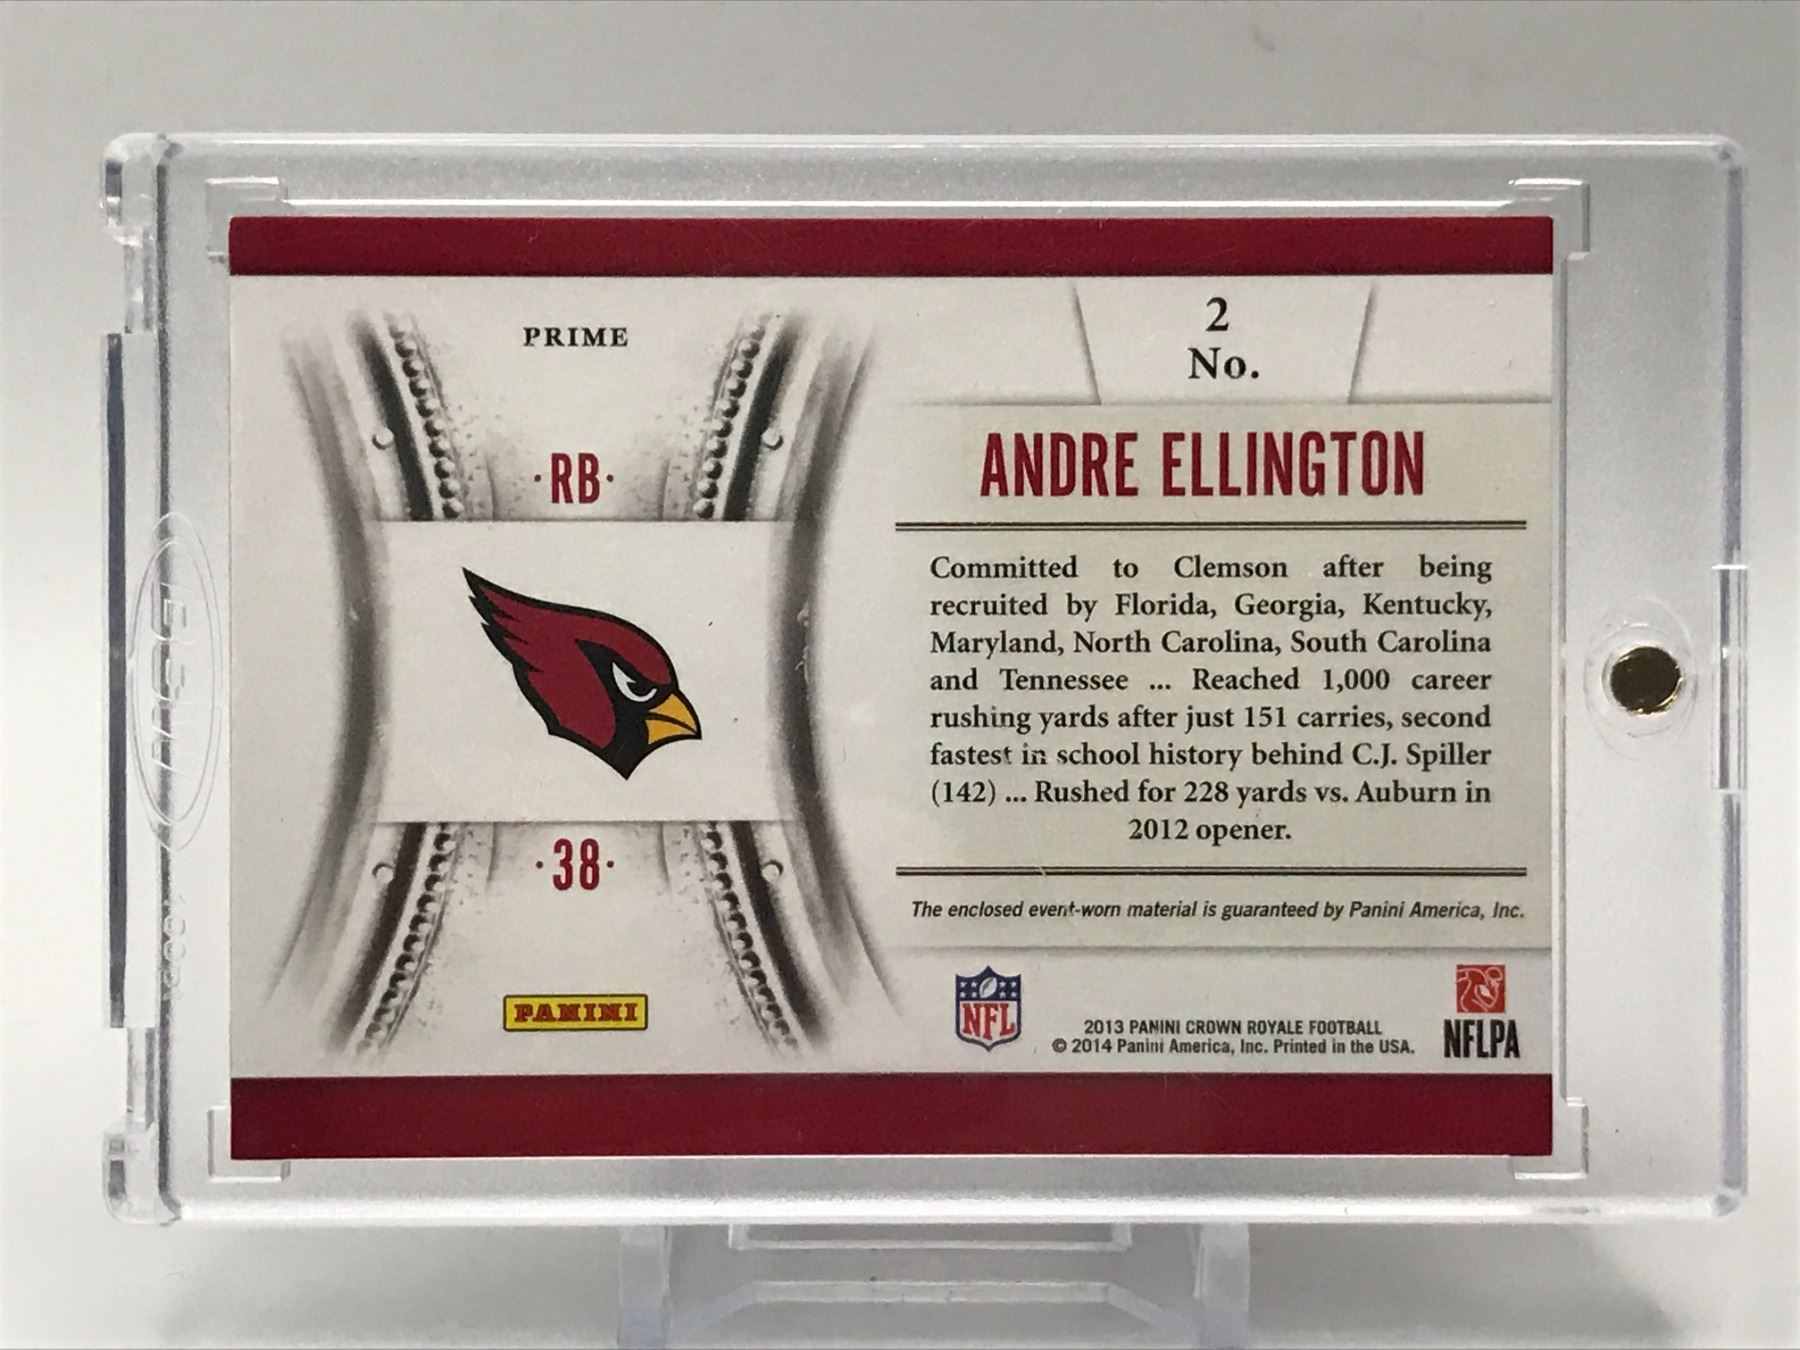 PRIME
·RB·
·38·
PANINI
2
No.
ANDRE ELLINGTON
Committed to Clemson after being
recruited by Florida, Georgia, Kentucky,
Maryland, North Carolina, South Carolina
and Tennessee ... Reached 1,000 career
rushing yards after just 151 carries, second
fastest in school history behind C.J. Spiller
(142) ... Rushed for 228 yards vs. Auburn in
2012 opener.
The enclosed event-worn material is guaranteed by Panini America, Inc.
NFL
2013 PANINI CROWN ROYALE FOOTBALL
© 2014 Panini America, Inc. Printed in the USA.
NFLPA